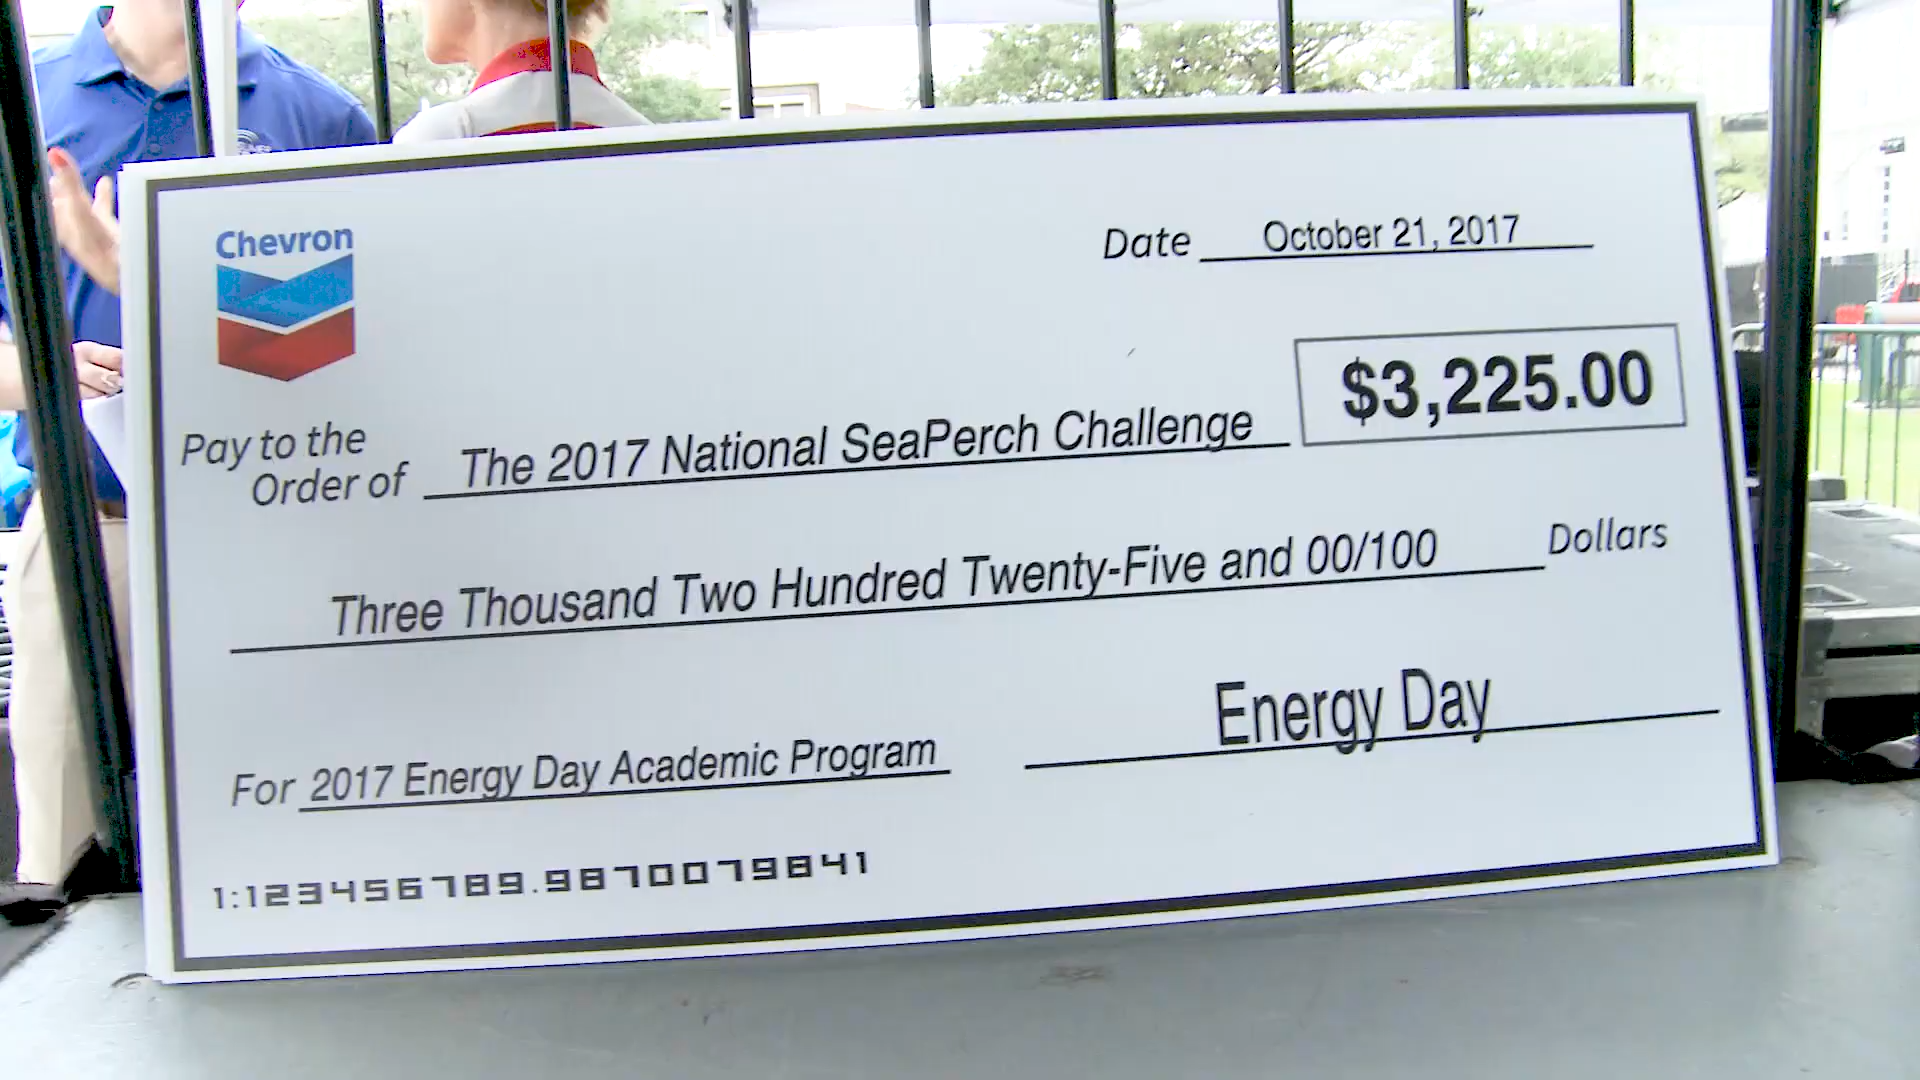 Chevron
Date October 21, 2017
$3,225.00
Pay to the
Order of The 2017 National SeaPerch Challenge
Three Thousand Two Hundred Twenty-Five and 00/100 Dollars
Energy Day
For 2017 Energy Day Academic Program
1:123456789.9870079841